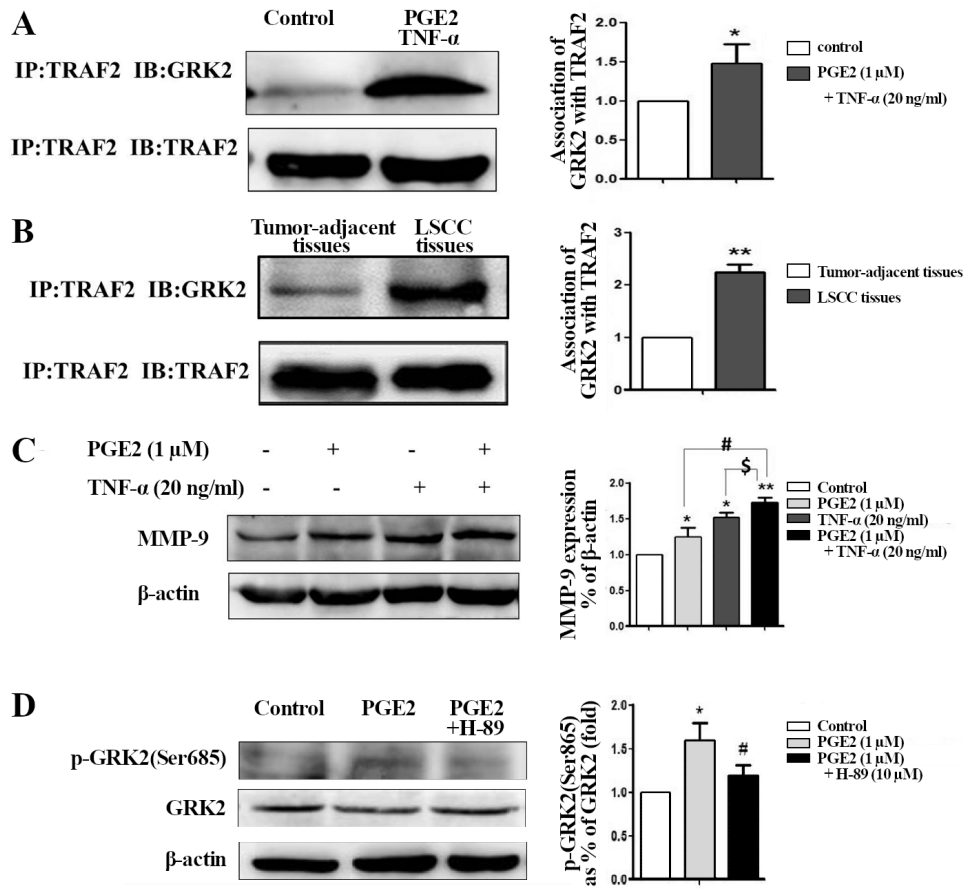 A
Control
PGE2
TNF-α
IP:TRAF2 IB:GRK2
IP:TRAF2 IB:TRAF2
Association of
GRK2 with TRAF2
2.0
1.5
1.0
0.5
0.0
*
control
PGE2 (1 μM)
+ TNF-α (20 ng/ml)
B
Tumor-adjacent
tissues
LSCC
tissues
IP:TRAF2 IB:GRK2
IP:TRAF2 IB:TRAF2
Association of
GRK2 with TRAF2
3
2
1
0
**
Tumor-adjacent tissues
LSCC tissues
C
PGE2 (1 μM) - + - +
TNF-α (20 ng/ml) - - + +
MMP-9
β-actin
MMP-9 expression
% of β-actin
2.0
1.5
1.0
0.5
0.0
#
$
* * **
Control
PGE2 (1 μM)
TNF-α (20 ng/ml)
PGE2 (1 μM)
+ TNF-α (20 ng/ml)
D
Control
PGE2
PGE2
+H-89
p-GRK2(Ser685)
GRK2
β-actin
p-GRK2(Ser865)
as % of GRK2 (fold)
2.0
1.5
1.0
0.5
0.0
*
#
Control
PGE2 (1 μM)
PGE2 (1 μM)
+ H-89 (10 μM)